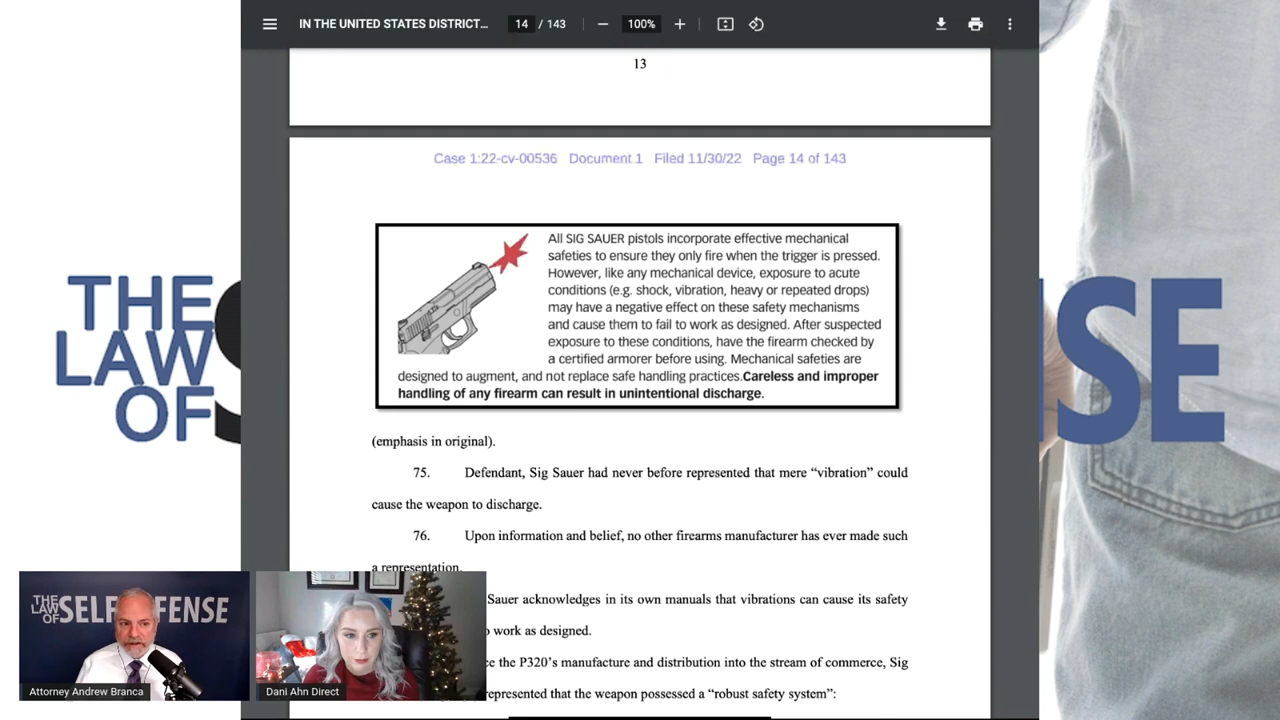 IN THE UNITED STATES DISTRICT...
14 / 143
100%
13
Case 1:22-cv-00536 Document 1 Filed 11/30/22 Page 14 of 143
All SIG SAUER pistols incorporate effective mechanical
safeties to ensure they only fire when the trigger is pressed.
However, like any mechanical device, exposure to acute
conditions (e.g. shock, vibration, heavy or repeated drops)
may have a negative effect on these safety mechanisms
and cause them to fail to work as designed. After suspected
exposure to these conditions, have the firearm checked by
a certified armorer before using. Mechanical safeties are
designed to augment, and not replace safe handling practices.Careless and improper
handling of any firearm can result in unintentional discharge.
(emphasis in original).
75. Defendant, Sig Sauer had never before represented that mere “vibration” could
cause the weapon to discharge.
76. Upon information and belief, no other firearms manufacturer has ever made such
a representation.
Sauer acknowledges in its own manuals that vibrations can cause its safety
o work as designed.
ce the P320’s manufacture and distribution into the stream of commerce, Sig
represented that the weapon possessed a “robust safety system”:
THE
LAW
OF
S
NSE
THE
LAW
OF
SELF DEFENSE
Attorney Andrew Branca
Dani Ahn Direct